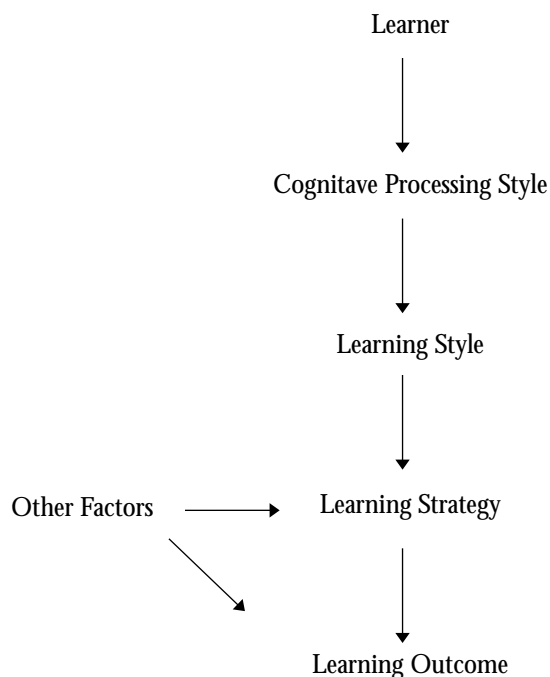 Learner
Cognitave Processing Style
Learning Style
Other Factors
Learning Strategy
Learning Outcome